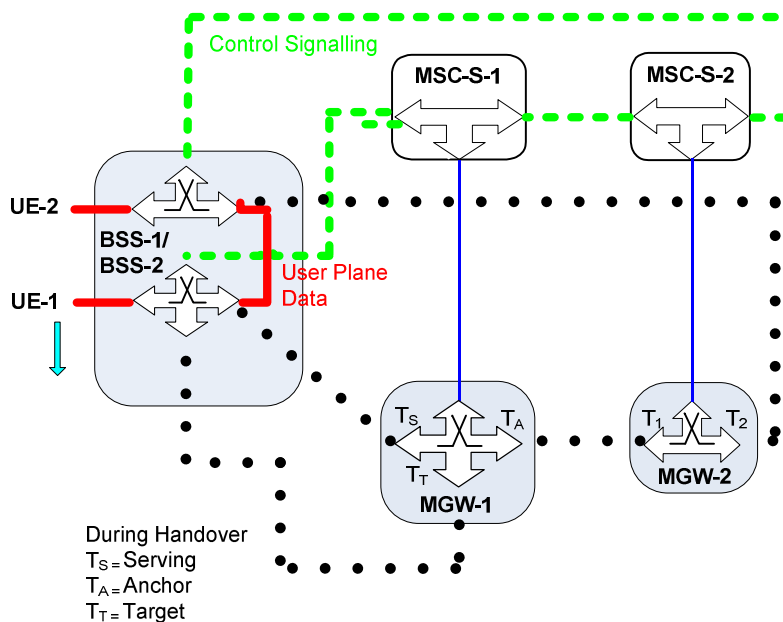 Control Signalling
MSC-S-1
MSC-S-2
UE-2
BSS-1/
BSS-2
User Plane
Data
UE-1
TS
TA
TT
MGW-1
T1
T2
MGW-2
During Handover
TS = Serving
TA = Anchor
TT = Target